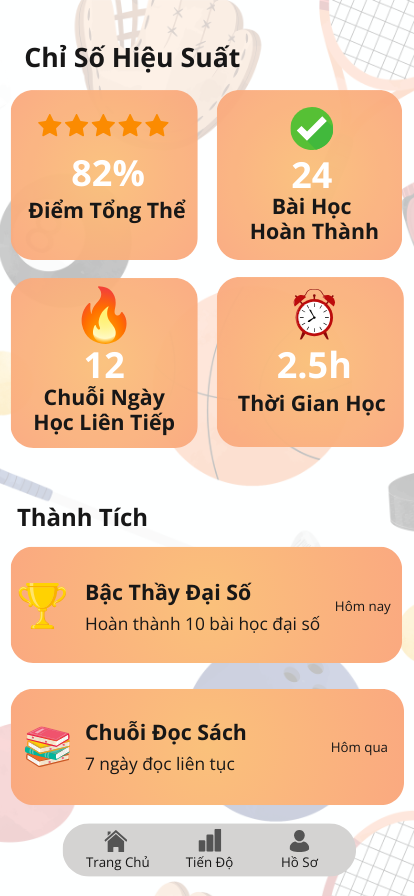 Chỉ Số Hiệu Suất
82%
Điểm Tổng Thể
24
Bài Học
Hoàn Thành
12
Chuỗi Ngày
Học Liên Tiếp
2.5h
Thời Gian Học
Thành Tích
Bậc Thầy Đại Số
Hoàn thành 10 bài học đại số
Hôm nay
Chuỗi Đọc Sách
7 ngày đọc liên tục
Hôm qua
Trang Chủ
Tiến Độ
Hồ Sơ